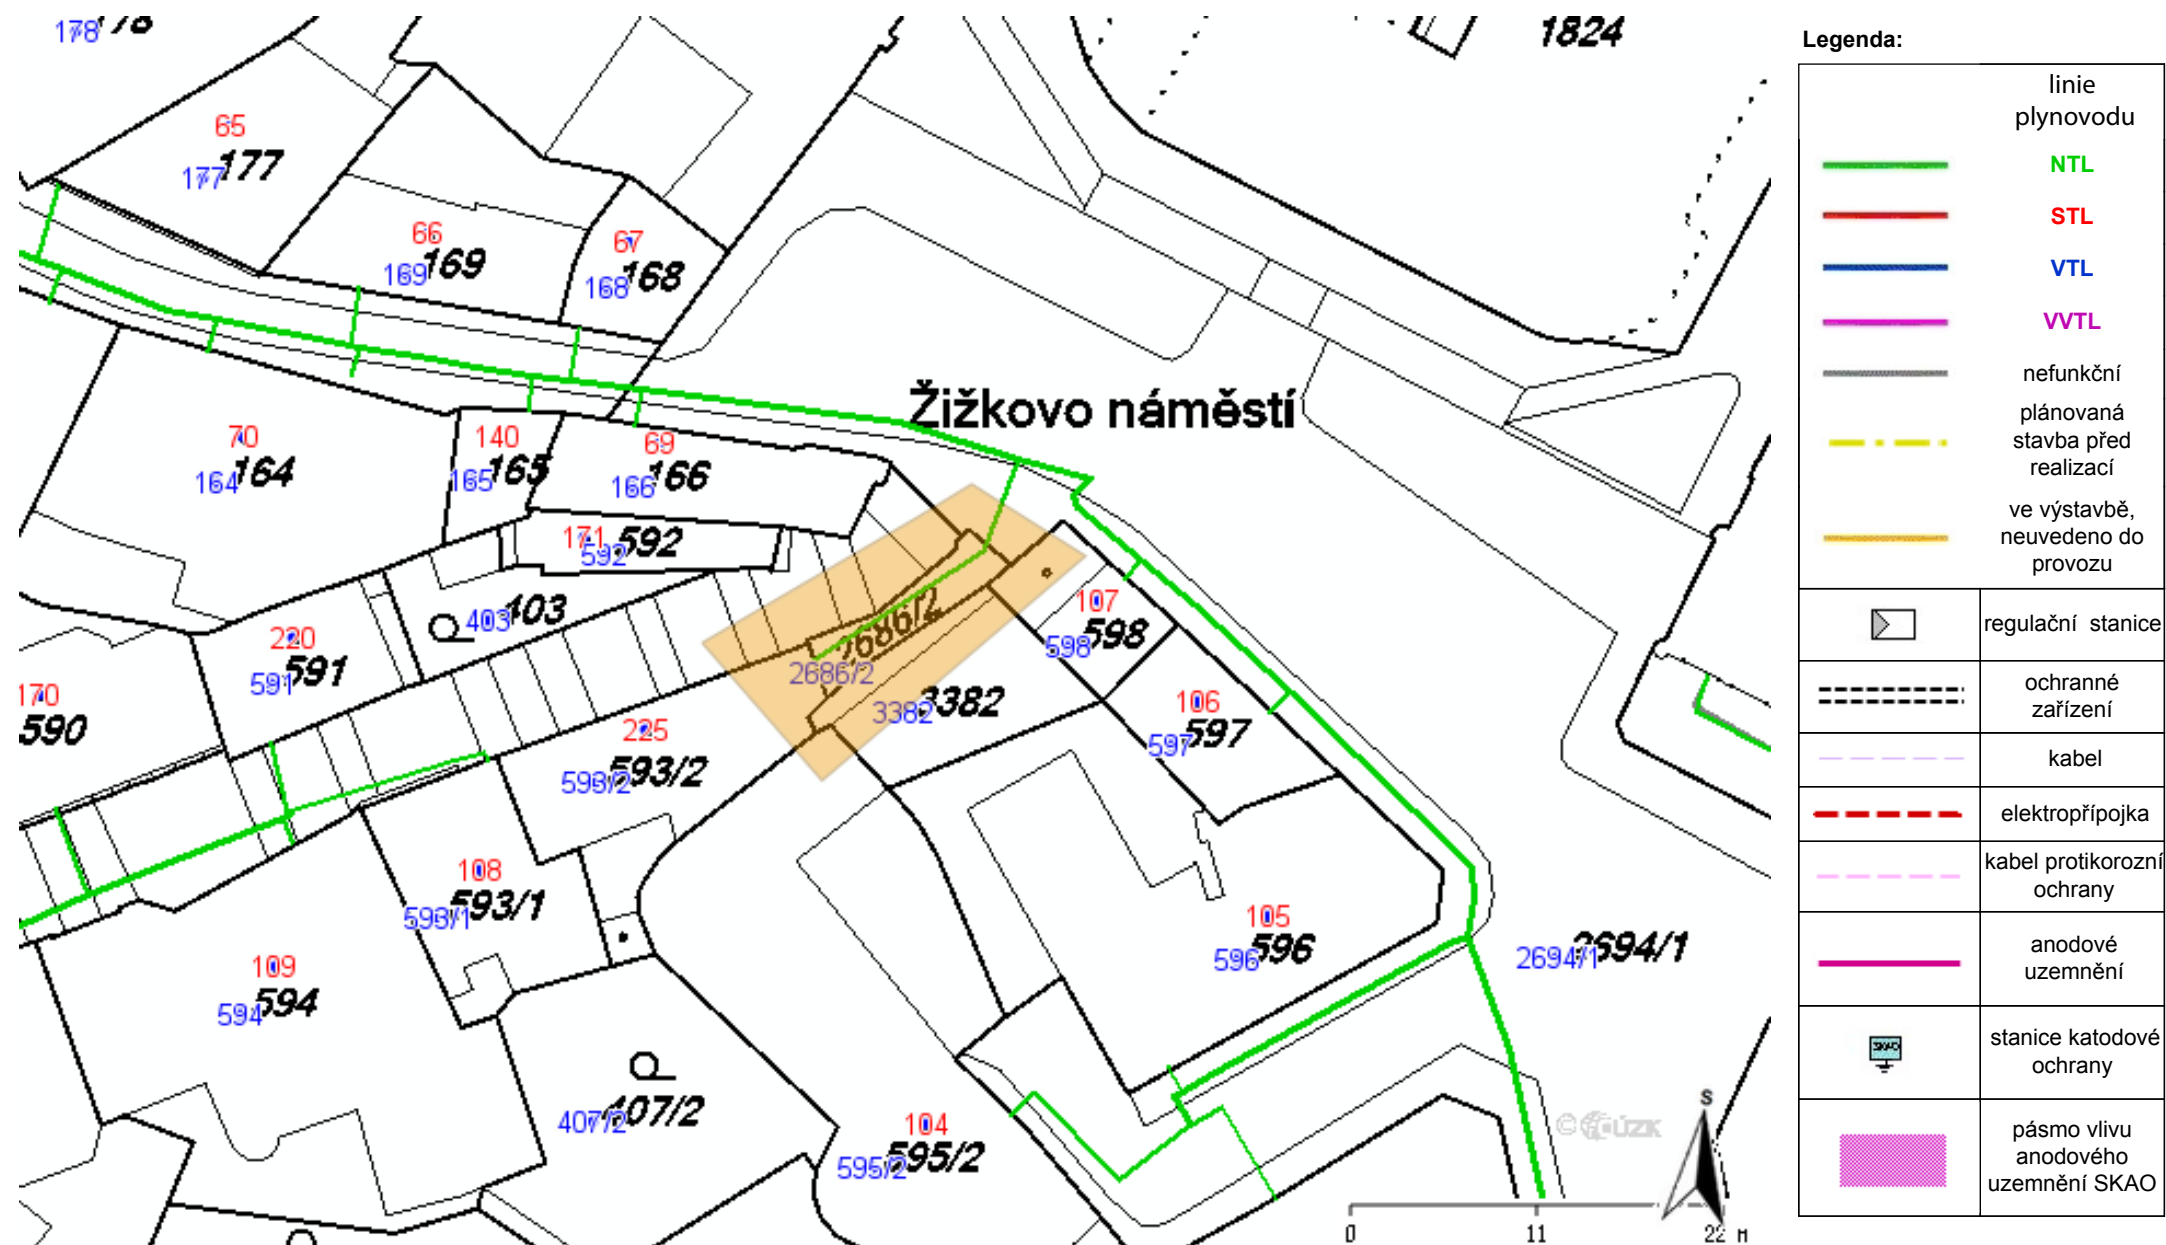 178
178
1824
65
177
177
66
169
169
67
168
168
Žižkovo náměstí
70
164
164
140
165
165
69
166
166
171
592
592
403
403
220
591
591
170
590
2686/2
2686/2
3382
3382
107
598
598
106
597
597
225
593/2
593/2
108
593/1
593/1
109
594
594
105
596
596
2694/1
2694/1
407/2
407/2
104
595/2
595/2
© ČÚZK
S
0
11
22 M
Legenda:
linie
plynovodu
NTL
STL
VTL
VVTL
nefunkční
plánovaná
stavba před
realizací
ve výstavbě,
neuvedeno do
provozu
regulační stanice
ochranné
zařízení
kabel
elektropřípojka
kabel protikorozní
ochrany
anodové
uzemnění
SKAO
stanice katodové
ochrany
pásmo vlivu
anodového
uzemnění SKAO